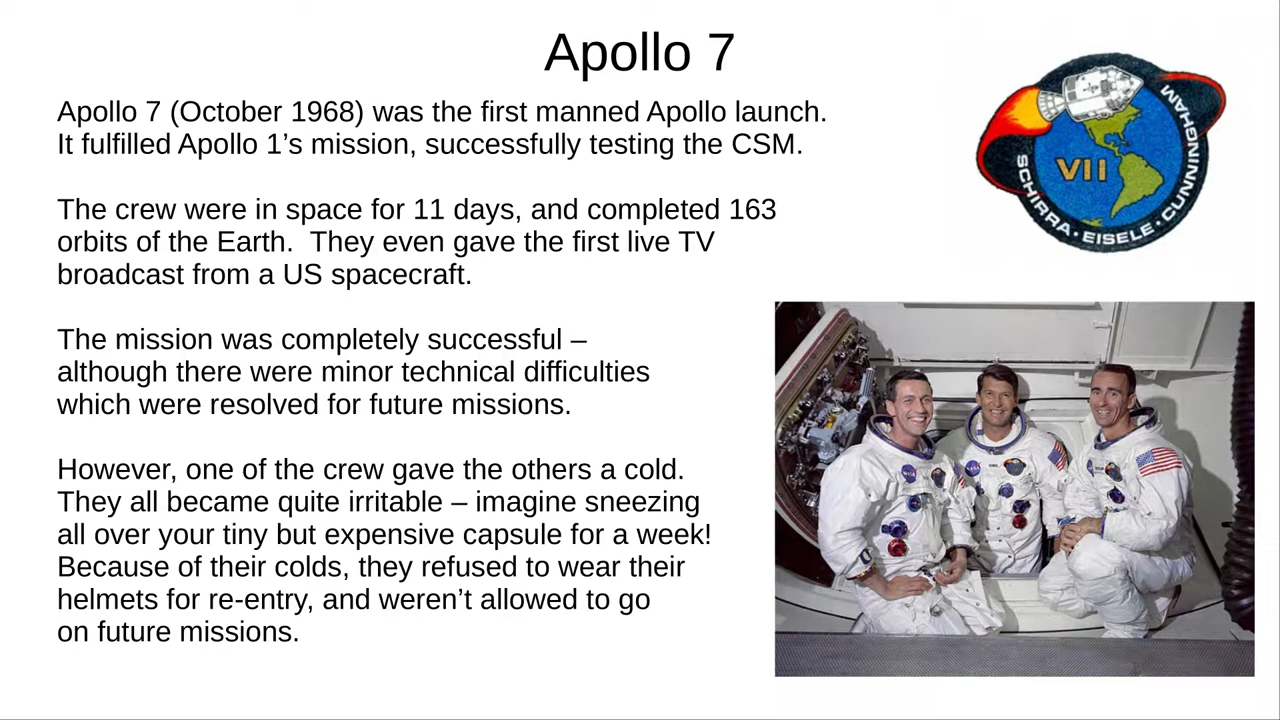 Apollo 7
Apollo 7 (October 1968) was the first manned Apollo launch.
It fulfilled Apollo 1’s mission, successfully testing the CSM.
The crew were in space for 11 days, and completed 163
orbits of the Earth.  They even gave the first live TV
broadcast from a US spacecraft.
The mission was completely successful –
although there were minor technical difficulties
which were resolved for future missions.
However, one of the crew gave the others a cold.
They all became quite irritable – imagine sneezing
all over your tiny but expensive capsule for a week!
Because of their colds, they refused to wear their
helmets for re-entry, and weren’t allowed to go
on future missions.
VII
SCHIRRA · EISELE · CUNNINGHAM
NASA